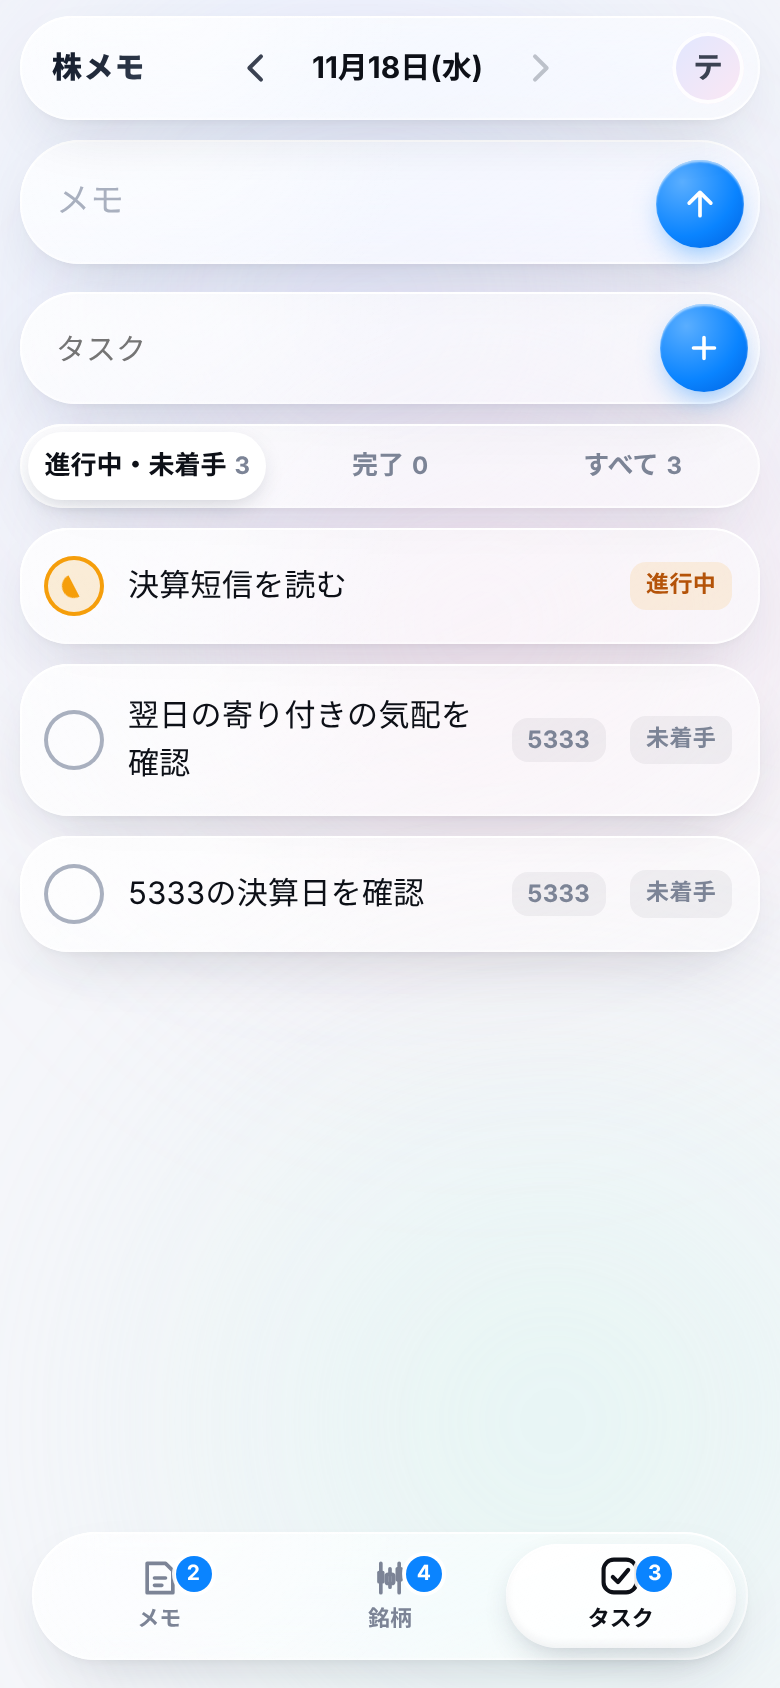 株メモ
11月18日(水)
テ
メモ
タスク
進行中・未着手 3
完了 0
すべて 3
決算短信を読む
進行中
翌日の寄り付きの気配を
確認
5333
未着手
5333の決算日を確認
5333
未着手
2
メモ
4
銘柄
3
タスク